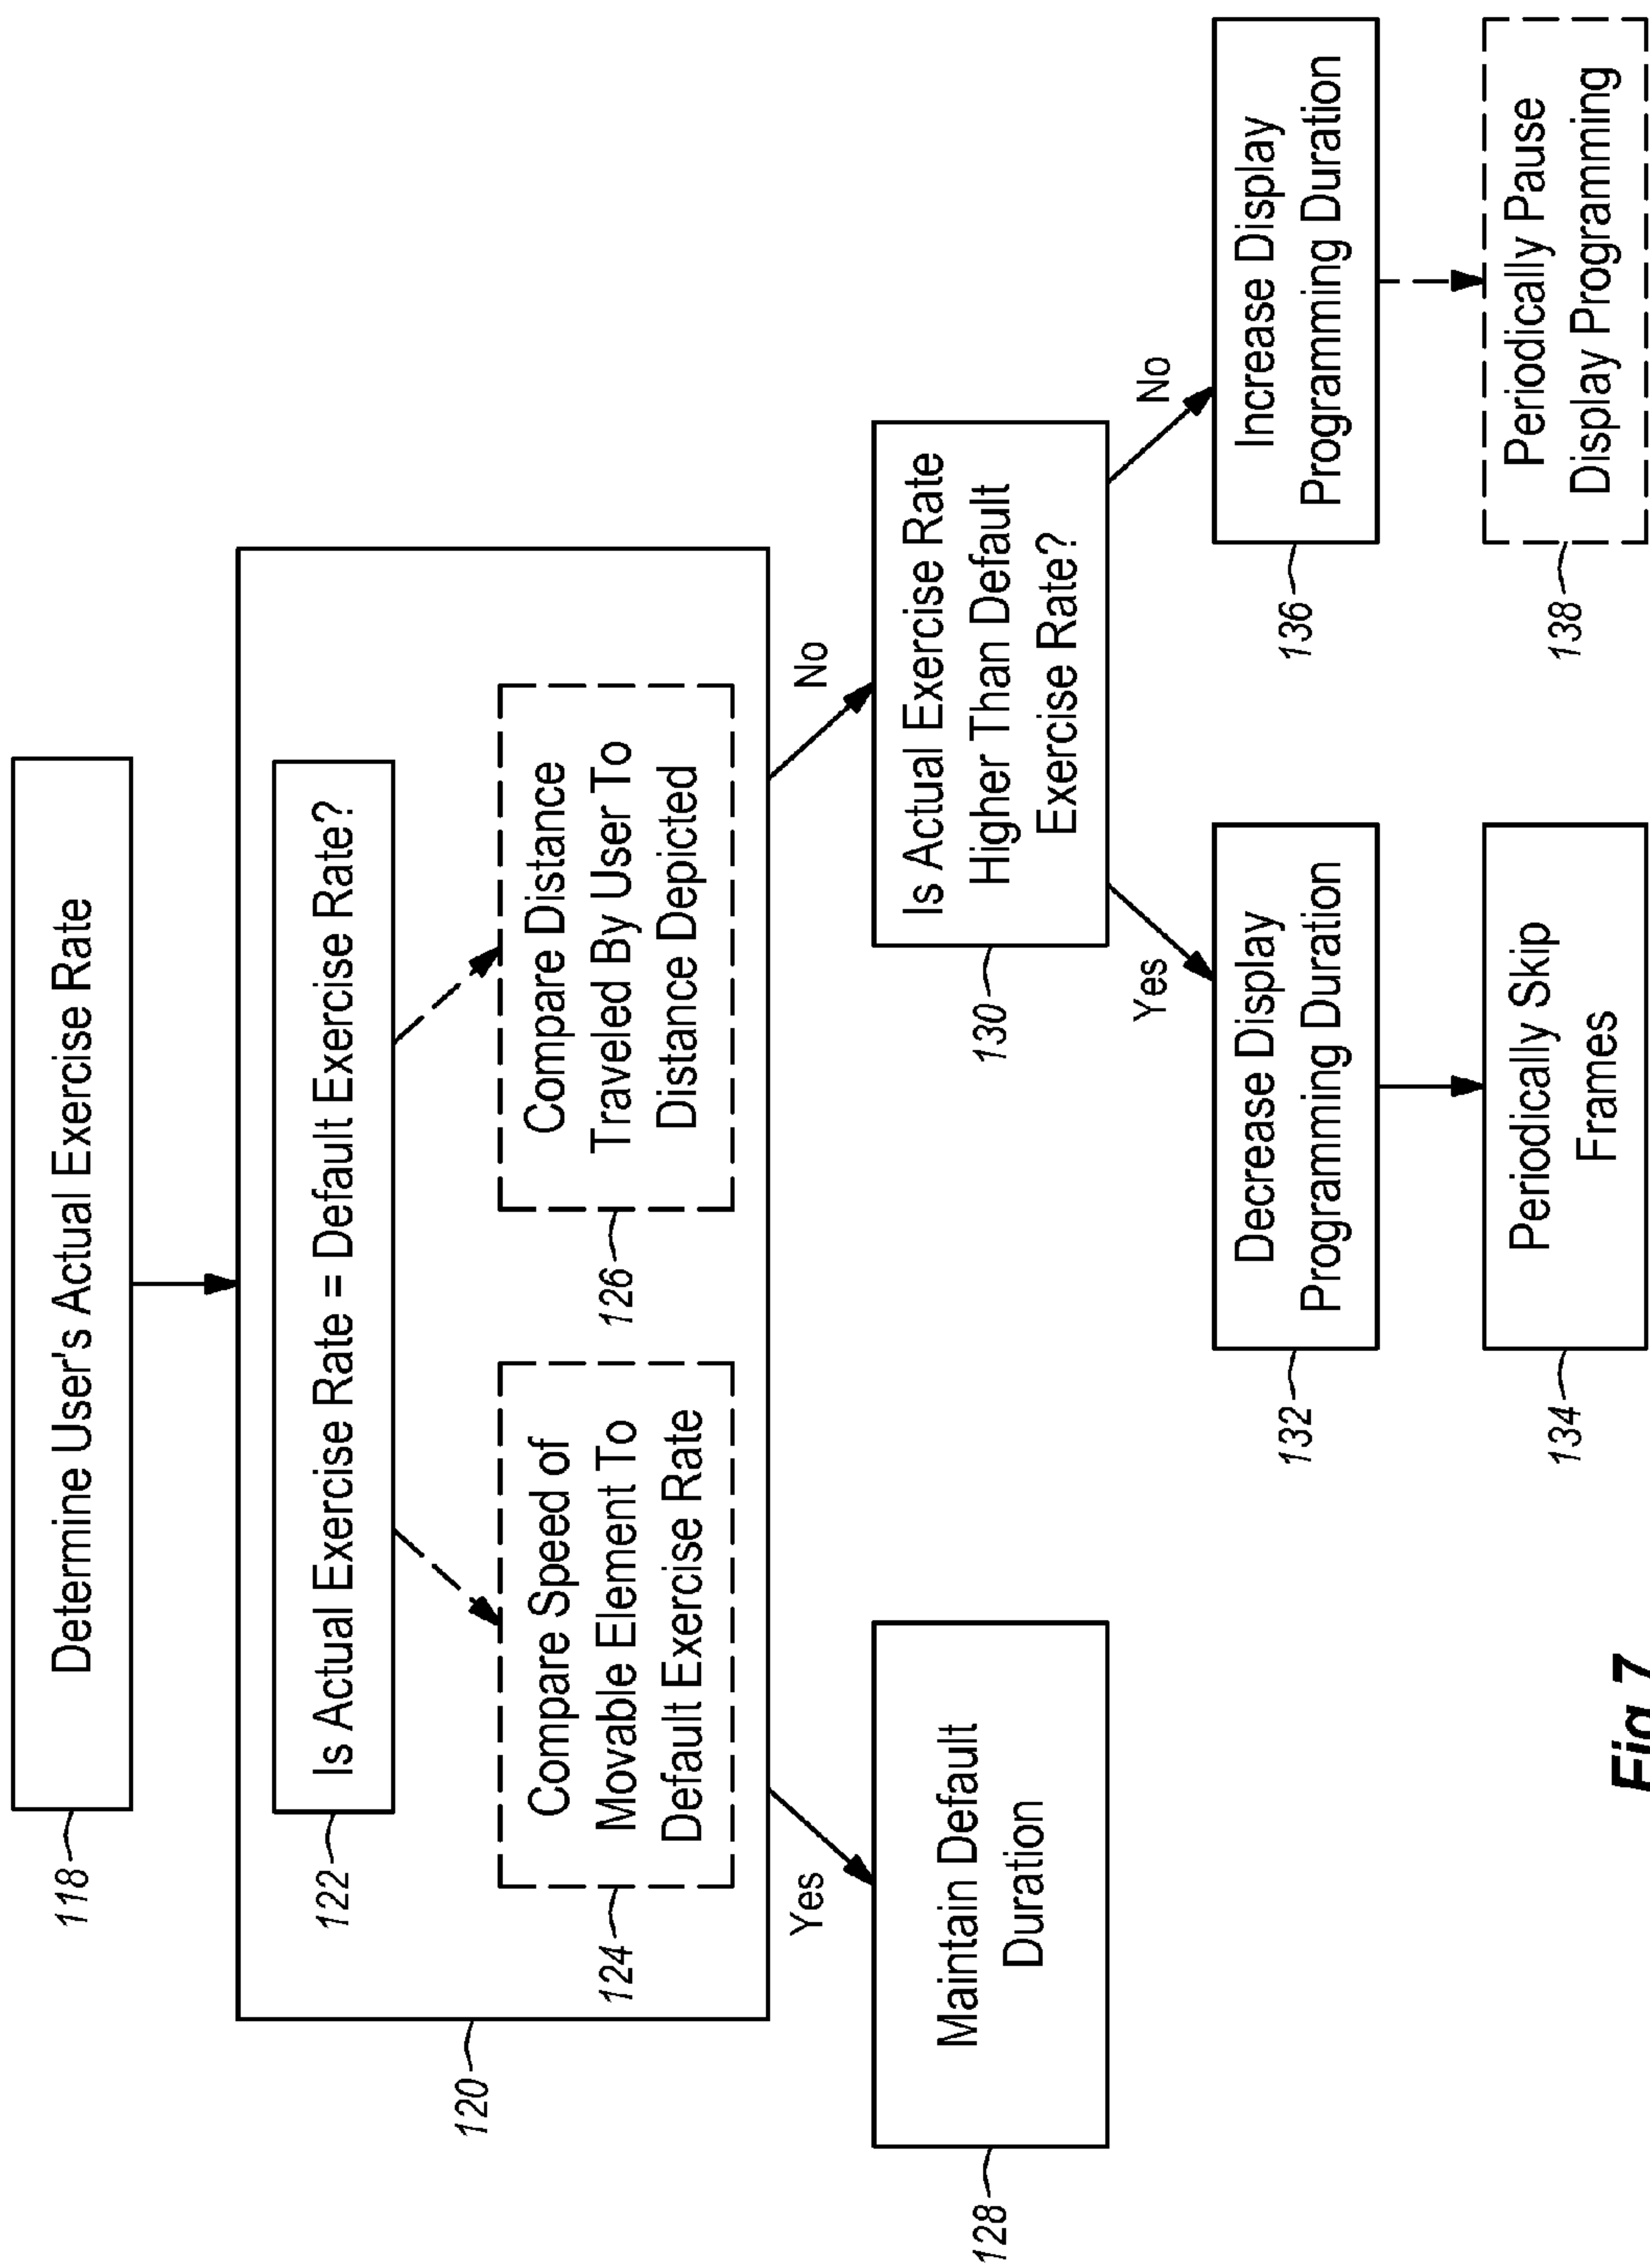 118
Determine User's Actual Exercise Rate
120
122
Is Actual Exercise Rate = Default Exercise Rate?
124
Compare Speed of
Movable Element To
Default Exercise Rate
126
Compare Distance
Traveled By User To
Distance Depicted
Yes
No
128
Maintain Default
Duration
130
Is Actual Exercise Rate
Higher Than Default
Exercise Rate?
Yes
No
132
Decrease Display
Programming Duration
136
Increase Display
Programming Duration
134
Periodically Skip
Frames
138
Periodically Pause
Display Programming
Fig 7